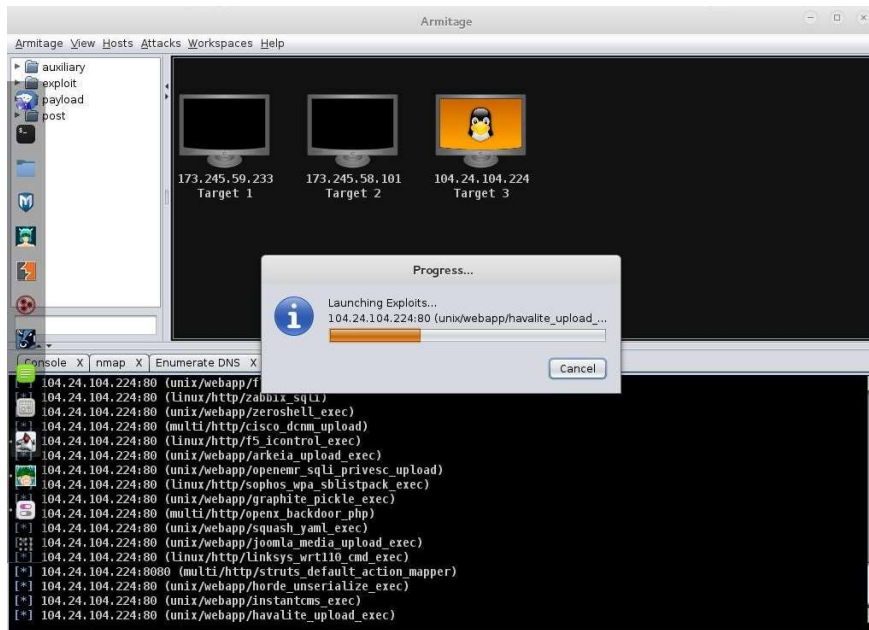 Armitage
Armitage View Hosts Attacks Workspaces Help
auxiliary
exploit
payload
post
173.245.59.233
Target 1
173.245.58.101
Target 2
104.24.104.224
Target 3
Progress...
Launching Exploits...
104.24.104.224:80 (unix/webapp/havalite_upload_...
Cancel
Console X nmap X Enumerate DNS X
[*] 104.24.104.224:80 (unix/webapp/f
[*] 104.24.104.224:80 (linux/http/zabbix_sqli)
104.24.104.224:80 (unix/webapp/zeroshell_exec)
[*] 104.24.104.224:80 (multi/http/cisco_dcnm_upload)
104.24.104.224:80 (linux/http/f5_icontrol_exec)
104.24.104.224:80 (unix/webapp/arkeia_upload_exec)
104.24.104.224:80 (unix/webapp/openemr_sqli_privesc_upload)
104.24.104.224:80 (linux/http/sophos_wpa_sblistpack_exec)
[*] 104.24.104.224:80 (unix/webapp/graphite_pickle_exec)
104.24.104.224:80 (multi/http/openx_backdoor_php)
[*] 104.24.104.224:80 (unix/webapp/squash_yaml_exec)
104.24.104.224:80 (unix/webapp/joomla_media_upload_exec)
[*] 104.24.104.224:80 (linux/http/linksys_wrt110_cmd_exec)
[*] 104.24.104.224:8080 (multi/http/struts_default_action_mapper)
[*] 104.24.104.224:80 (unix/webapp/horde_unserialize_exec)
[*] 104.24.104.224:80 (unix/webapp/instantcms_exec)
[*] 104.24.104.224:80 (unix/webapp/havalite_upload_exec)